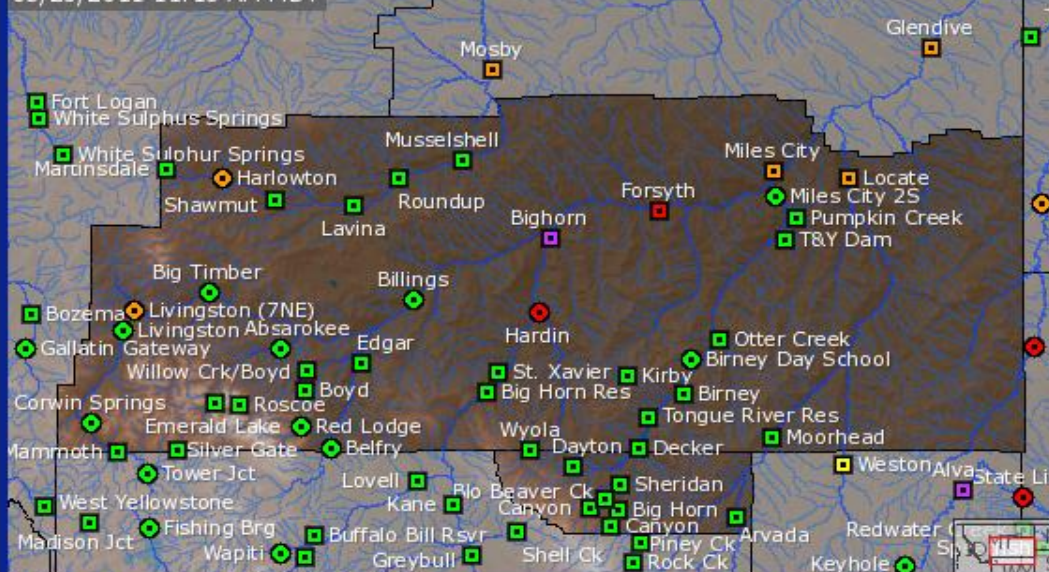 Glendive
Mosby
Fort Logan
White Sulphus Springs
Musselshell
White Sulphur Springs
Miles City
Martinsdale
Harlowton
Locate
Forsyth
Miles City 2S
Shawmut
Roundup
Bighorn
Pumpkin Creek
Lavina
T&Y Dam
Big Timber
Billings
Livingston (7NE)
Livingston
Absarokee
Hardin
Edgar
Otter Creek
Gallatin Gateway
Birney Day School
Willow Crk/Boyd
St. Xavier
Kirby
Boyd
Big Horn Res
Birney
Corwin Springs
Roscoe
Tongue River Res
Emerald Lake
Red Lodge
Wyola
Moorhead
Mammoth
Silver Gate
Belfry
Dayton
Decker
Weston
Alva
Tower Jct
Lovell
Sheridan
State Li
West Yellowstone
Kane
Beaver Ck
Canyon
Big Horn
Fishing Brg
Canyon
Madison Jct
Buffalo Bill Rsvr
Arvada
Redwater Creek
Wapiti
Piney Ck
Greybull
Shell Ck
Rock Ck
Keyhole